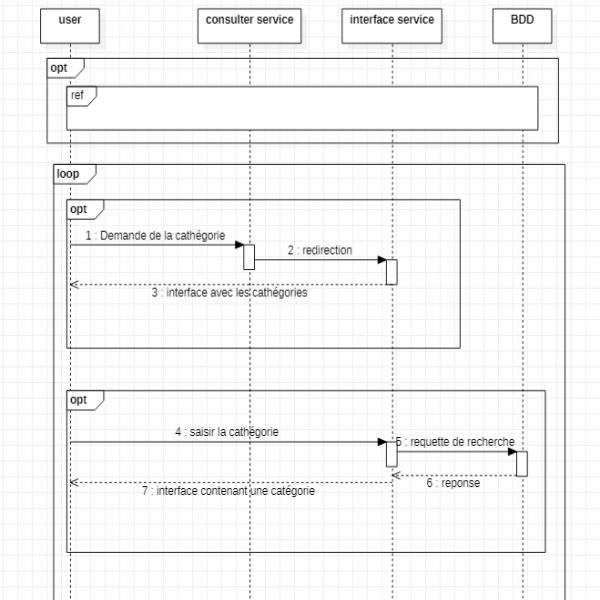 user
consulter service
interface service
BDD
opt
ref
loop
opt
1 : Demande de la cathégorie
2 : redirection
3 : interface avec les cathégories
opt
4 : saisir la cathégorie
5 : requette de recherche
6 : reponse
7 : interface contenant une catégorie